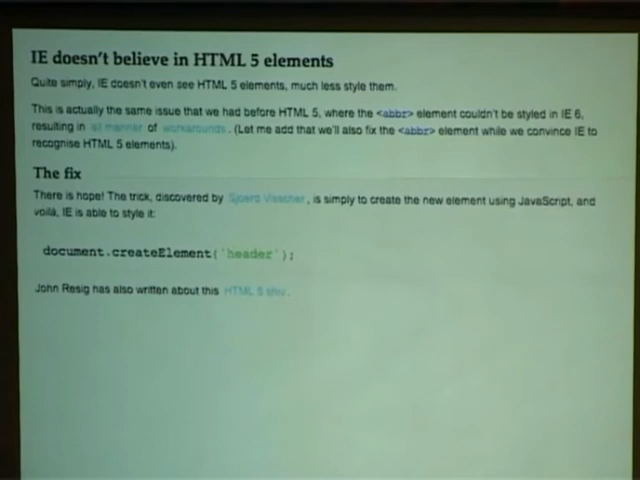 IE doesn't believe in HTML 5 elements
Quite simply, IE doesn't even see HTML 5 elements, much less style them.
This is actually the same issue that we had before HTML 5, where the <abbr> element couldn't be styled in IE 6,
resulting in all manner of workarounds. (Let me add that we'll also fix the <abbr> element while we convince IE to
recognise HTML 5 elements).
The fix
There is hope! The trick, discovered by Sjoerd Visscher, is simply to create the new element using JavaScript, and
voilà, IE is able to style it:
document.createElement('header');
John Resig has also written about this HTML 5 shiv.